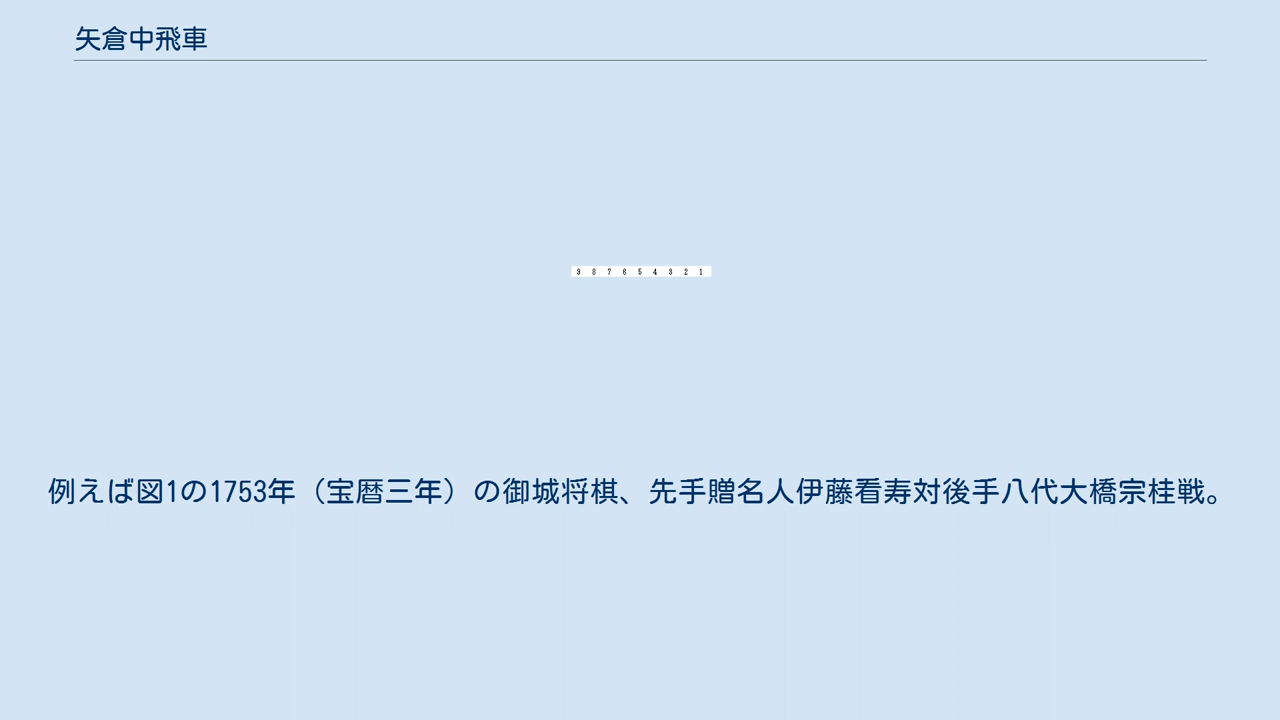 矢倉中飛車
9 8 7 6 5 4 3 2 1
例えば図1の1753年（宝暦三年）の御城将棋、先手贈名人伊藤看寿対後手八代大橋宗桂戦。